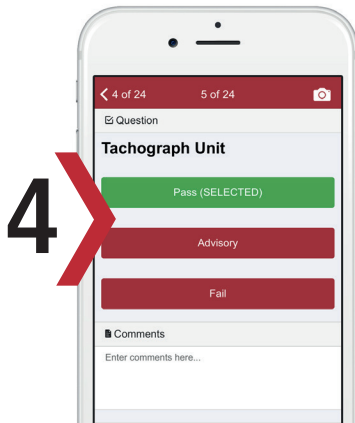 4 of 24 5 of 24
Question
Tachograph Unit
Pass (SELECTED)
4
Advisory
Fail
Comments
Enter comments here...